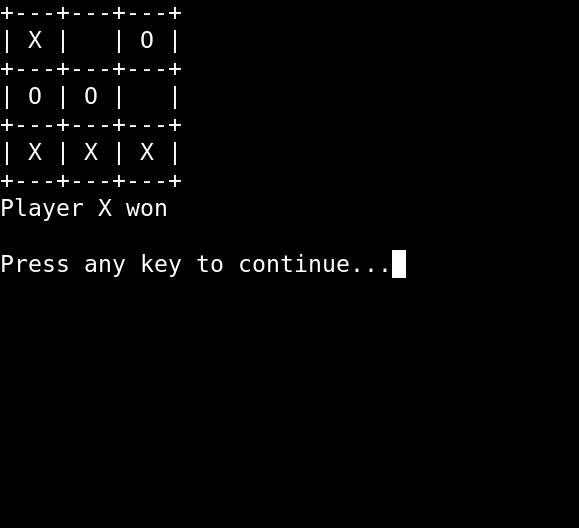 +---+---+---+
| X |   | O |
+---+---+---+
| O | O |   |
+---+---+---+
| X | X | X |
+---+---+---+
Player X won
Press any key to continue...